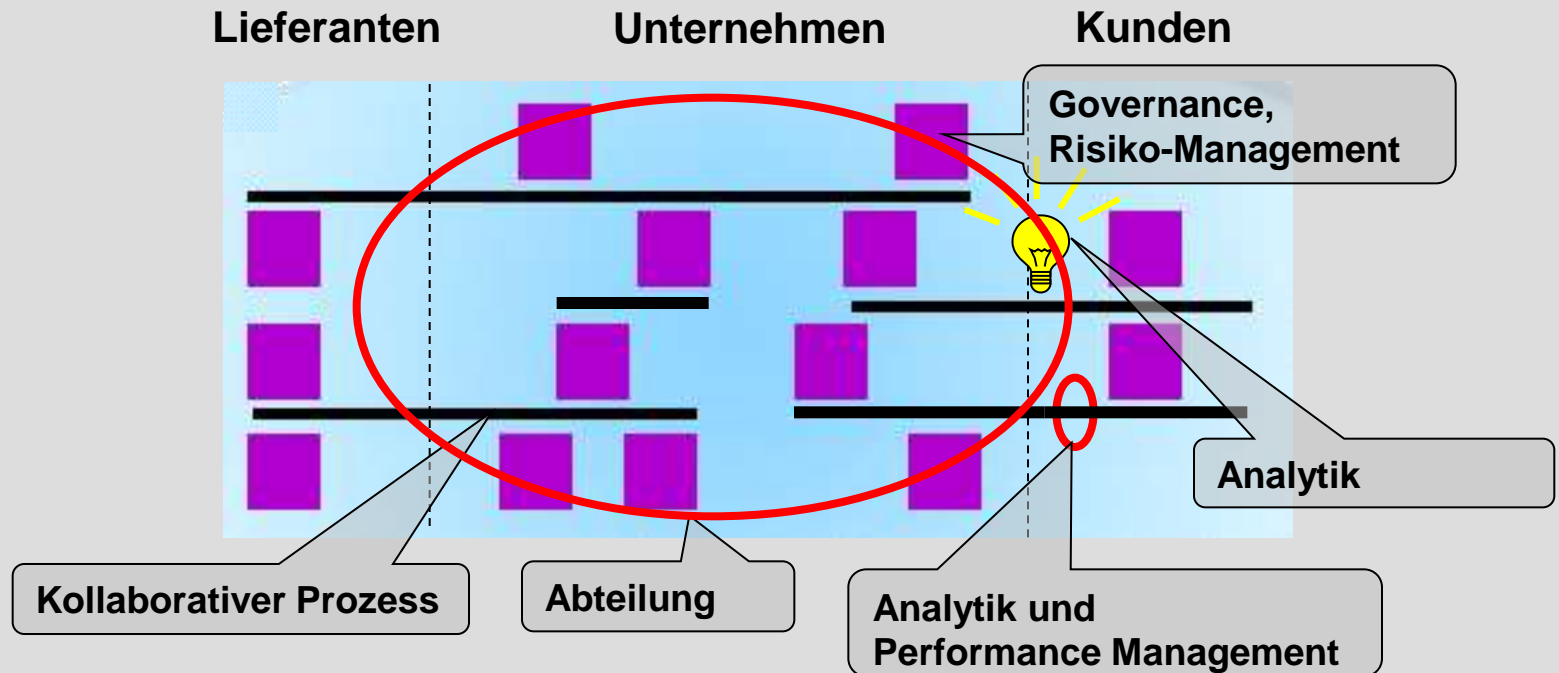 Lieferanten
Unternehmen
Kunden
Governance,
Risiko-Management
Analytik
Kollaborativer Prozess
Abteilung
Analytik und
Performance Management